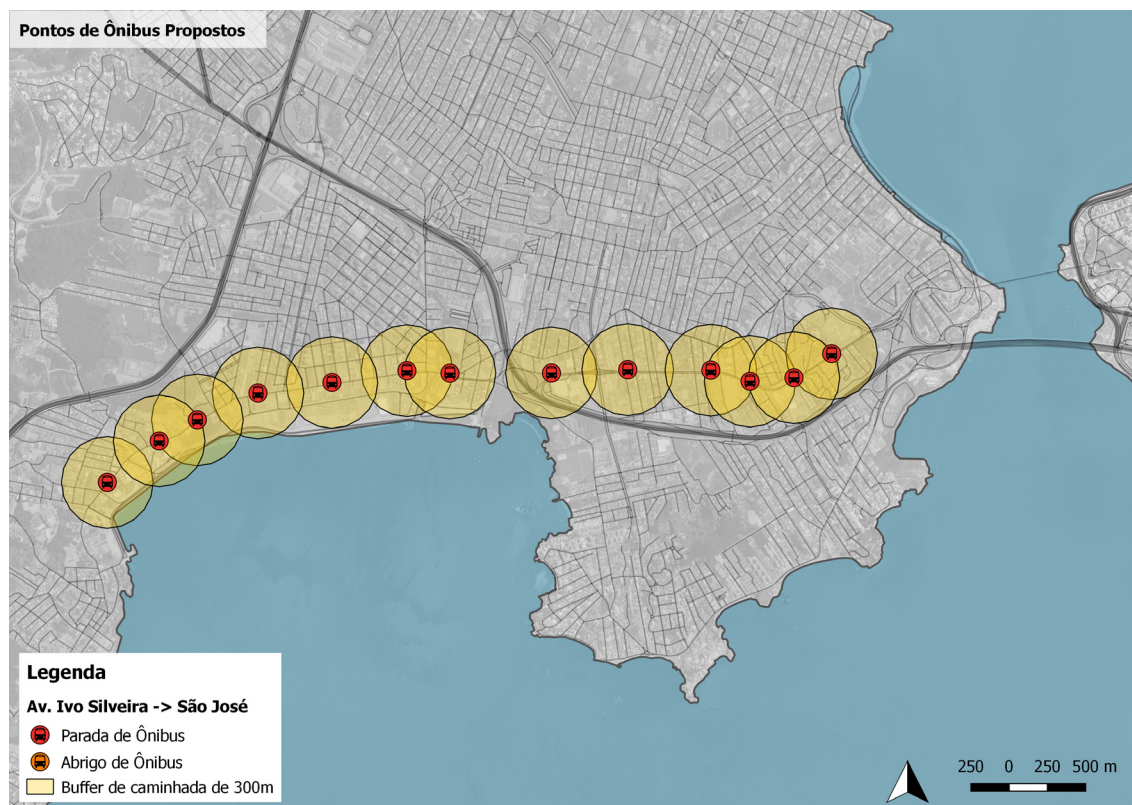 Pontos de Ônibus Propostos
Legenda
Av. Ivo Silveira -> São José
Parada de Ônibus
Abrigo de Ônibus
Buffer de caminhada de 300m
250 0 250 500 m